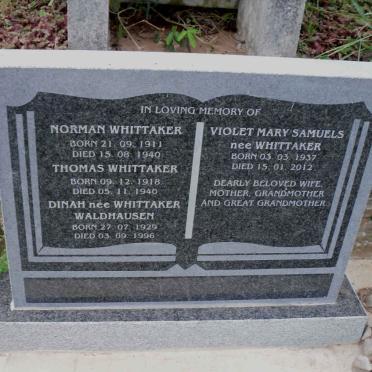 IN LOVING MEMORY OF
NORMAN WHITTAKER
BORN 21. 09. 1911
DIED 15. 08. 1940
THOMAS WHITTAKER
BORN 09. 12. 1918
DIED 05. 11. 1940
DINAH née WHITTAKER
WALDHAUSEN
BORN 27. 07. 1929
DIED 03. 09. 1996
VIOLET MARY SAMUELS
nee WHITTAKER
BORN 03. 03. 1937
DIED 15. 01. 2012
DEARLY BELOVED WIFE,
MOTHER, GRANDMOTHER
AND GREAT GRANDMOTHER